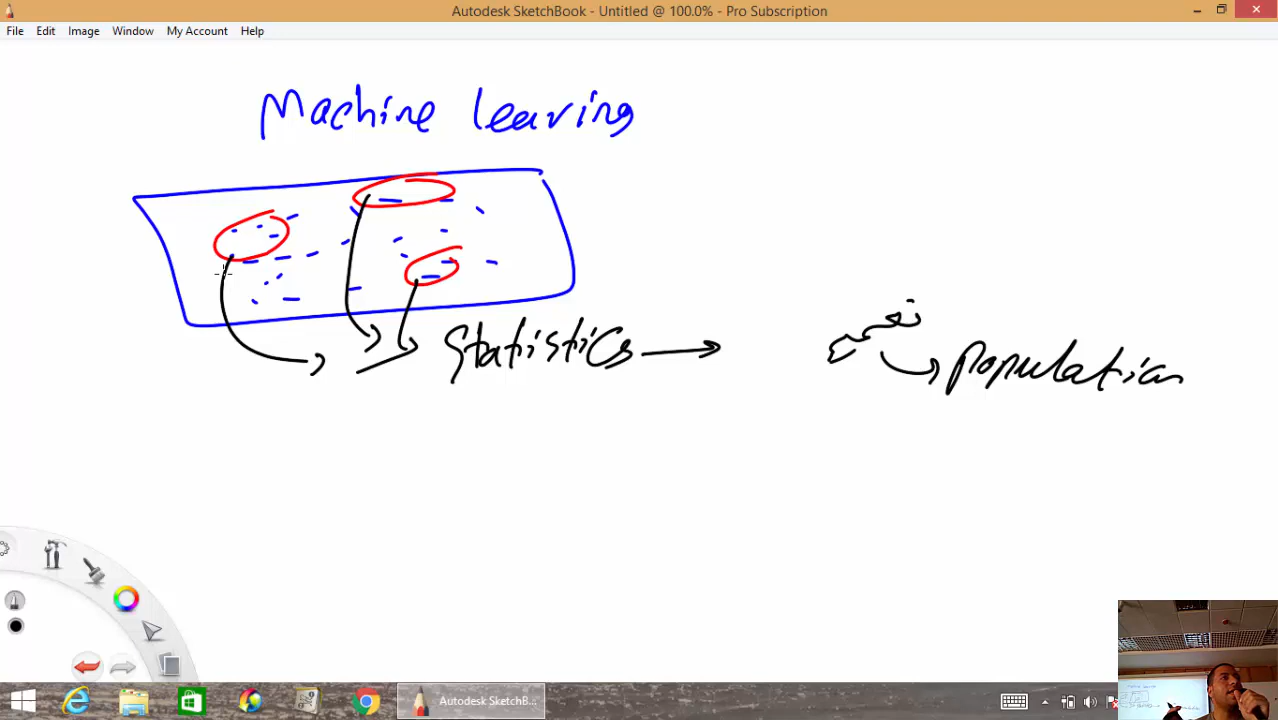 Autodesk SketchBook - Untitled @ 100.0% - Pro Subscription
File Edit Image Window My Account Help
Machine learning
Statistics
تعميم
Population
Autodesk SketchB...